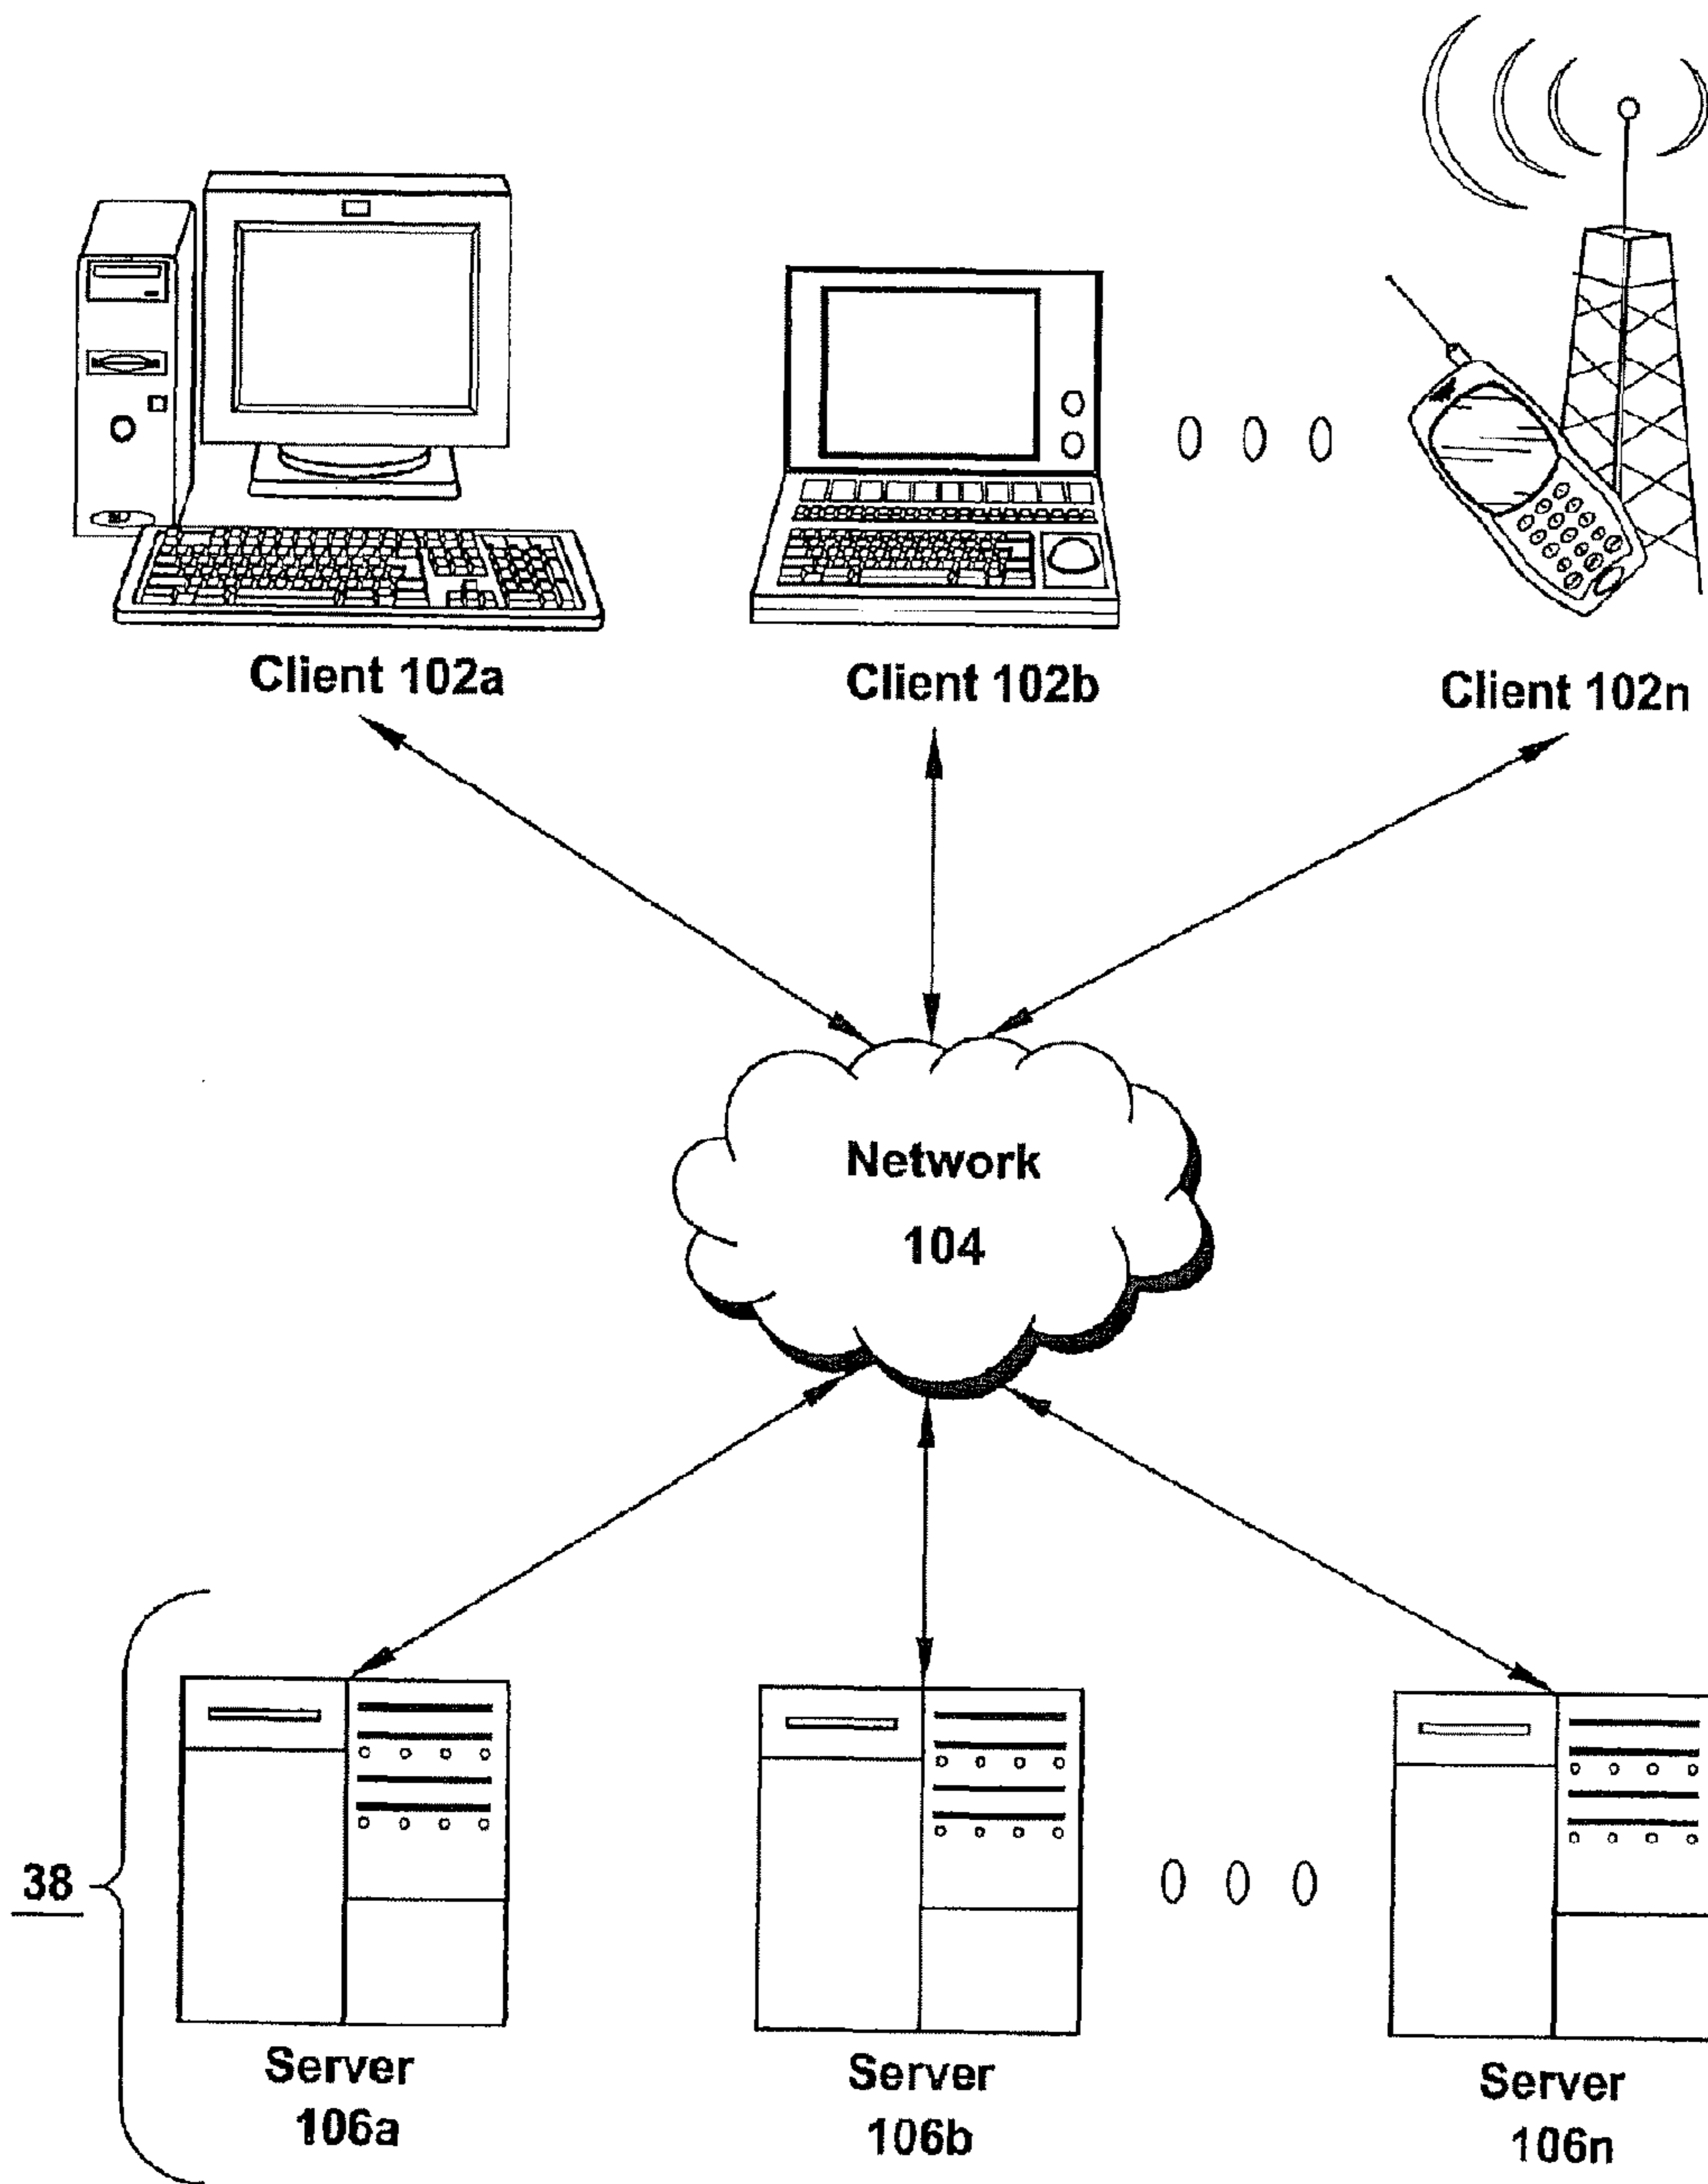 Client 102a
Client 102b
Client 102n
Network
104
38
Server
106a
Server
106b
Server
106n